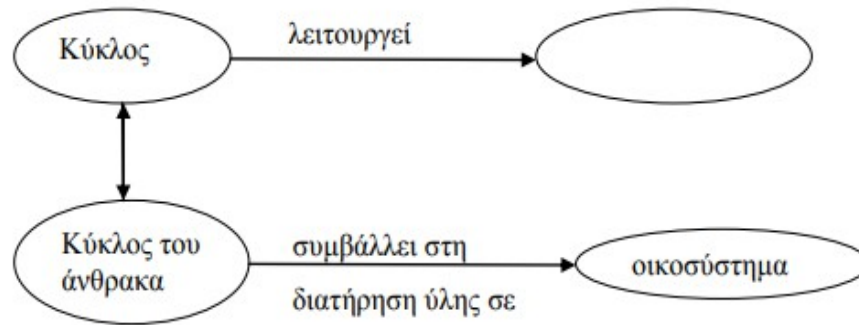 Κύκλος
λειτουργεί
Κύκλος του
άνθρακα
συμβάλλει στη
διατήρηση ύλης σε
οικοσύστημα